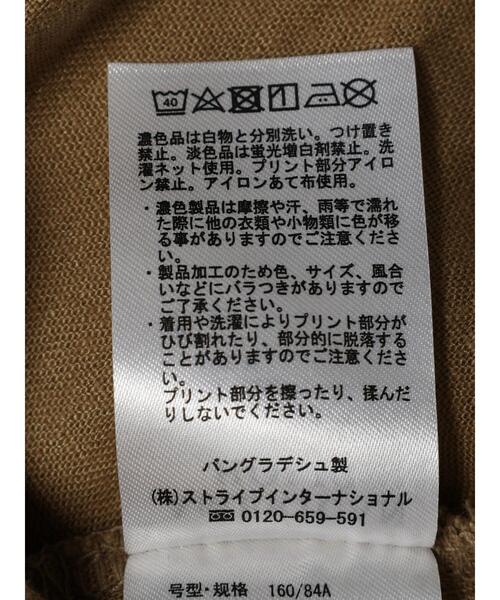 40
濃色品は白物と分別洗い。つけ置き
禁止。淡色品は蛍光増白剤禁止。洗
濯ネット使用。プリント部分アイロ
ン禁止。アイロンあて布使用。
・濃色製品は摩擦や汗、雨等で濡れ
た際に他の衣類や小物類に色が移
る事がありますのでご注意くださ
い。
・製品加工のため色、サイズ、風合
いなどにバラつきがありますので
ご了承ください。
・着用や洗濯によりプリント部分が
ひび割れたり、部分的に脱落する
ことがありますのでご注意くださ
い。
プリント部分を擦ったり、揉んだ
りしないでください。
バングラデシュ製
(株)ストライプインターナショナル
0120-659-591
号型·规格 160/84A